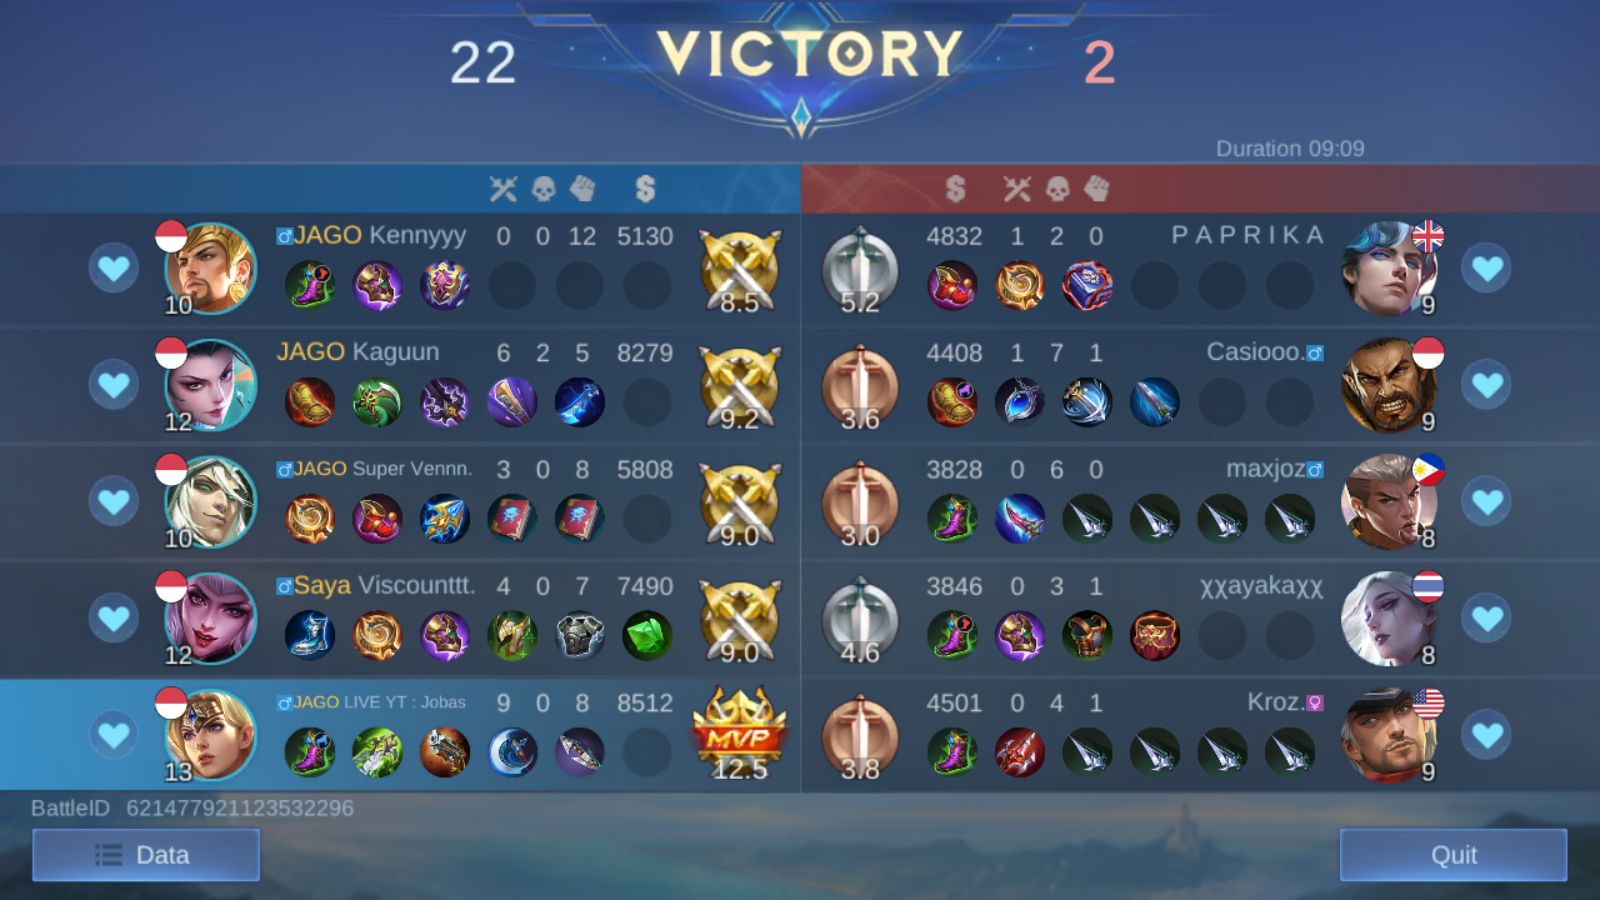 22 VICTORY 2
Duration 09:09
JAGO Kennyyy 0 0 12 5130
10 8.5
4832 1 2 0 P A P R I K A
5.2 9
JAGO Kaguun 6 2 5 8279
12 9.2
4408 1 7 1 Casiooo.
3.6 9
JAGO Super Vennn. 3 0 8 5808
10 9.0
3828 0 6 0 maxjoz
3.0 8
Saya Viscounttt. 4 0 7 7490
12 9.0
3846 0 3 1 χχayakaχχ
4.6 8
JAGO LIVE YT : Jobas 9 0 8 8512
13 MVP 12.5
4501 0 4 1 Kroz.
3.8 9
BattleID 621477921123532296
Data
Quit